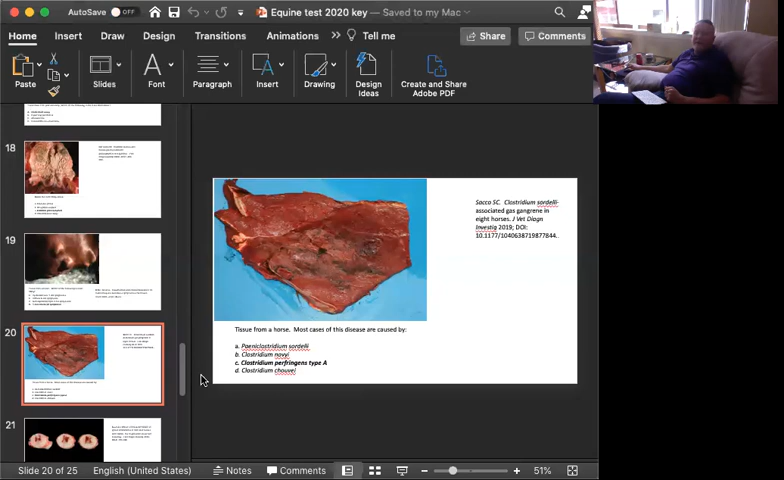 AutoSave OFF
Equine test 2020 key — Saved to my Mac
Home Insert Draw Design Transitions Animations Tell me Share Comments
Paste Slides Font Paragraph Insert Drawing Design Ideas Create and Share Adobe PDF
18
19
20
21
Sacco SC. Clostridium sordelli-
associated gas gangrene in
eight horses. J Vet Diagn
Investig 2019; DOI:
10.1177/1040638719877844.
Tissue from a horse. Most cases of this disease are caused by:
a. Paeniclostridium sordelli
b. Clostridium novyi
c. Clostridium perfringens type A
d. Clostridium chouvei
Slide 20 of 25 English (United States) Notes Comments 51%